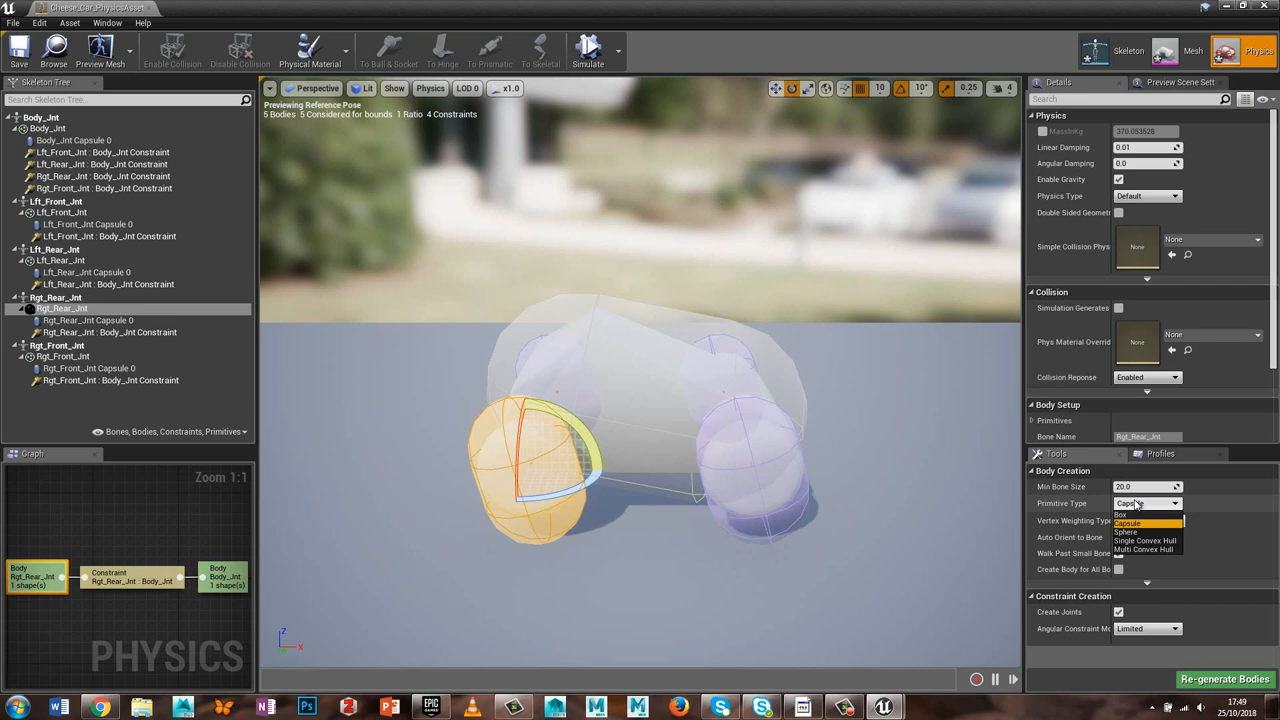 Cheese_Car_PhysicsAsset
File Edit Asset Window Help
Save
Browse
Preview Mesh
Enable Collision
Disable Collision
Physical Material
To Ball & Socket
To Hinge
To Prismatic
To Skeletal
Simulate
Skeleton
Mesh
Physics
Skeleton Tree
Search Skeleton Tree...
Body_Jnt
Body_Jnt
Body_Jnt Capsule 0
Lft_Front_Jnt : Body_Jnt Constraint
Lft_Rear_Jnt : Body_Jnt Constraint
Rgt_Rear_Jnt : Body_Jnt Constraint
Rgt_Front_Jnt : Body_Jnt Constraint
Lft_Front_Jnt
Lft_Front_Jnt
Lft_Front_Jnt Capsule 0
Lft_Front_Jnt : Body_Jnt Constraint
Lft_Rear_Jnt
Lft_Rear_Jnt
Lft_Rear_Jnt Capsule 0
Lft_Rear_Jnt : Body_Jnt Constraint
Rgt_Rear_Jnt
Rgt_Rear_Jnt
Rgt_Rear_Jnt Capsule 0
Rgt_Rear_Jnt : Body_Jnt Constraint
Rgt_Front_Jnt
Rgt_Front_Jnt
Rgt_Front_Jnt Capsule 0
Rgt_Front_Jnt : Body_Jnt Constraint
Bones, Bodies, Constraints, Primitives
Graph
Zoom 1:1
Body
Rgt_Rear_Jnt
1 shape(s)
Constraint
Rgt_Rear_Jnt : Body_Jnt
Body
Body_Jnt
1 shape(s)
PHYSICS
Perspective
Lit
Show
Physics
LOD 0
x1.0
10
10°
0.25
4
Previewing Reference Pose
5 Bodies 5 Considered for bounds 1 Ratio 4 Constraints
Z
X
Details
Preview Scene Sett
Search
Physics
MassInKg 370.053528
Linear Damping 0.01
Angular Damping 0.0
Enable Gravity
Physics Type Default
Double Sided Geometr
Simple Collision Phys None None
Collision
Simulation Generates
Phys Material Overrid None None
Collision Reponse Enabled
Body Setup
Primitives
Bone Name Rgt_Rear_Jnt
Tools
Profiles
Body Creation
Min Bone Size 20.0
Primitive Type
Box
Vertex Weighting Type Capsule
Sphere
Auto Orient to Bone Single Convex Hull
Multi Convex Hull
Walk Past Small Bone
Create Body for All Bo
Constraint Creation
Create Joints
Angular Constraint Mo Limited
Re-generate Bodies
EPIC GAMES
17:49
25/10/2018